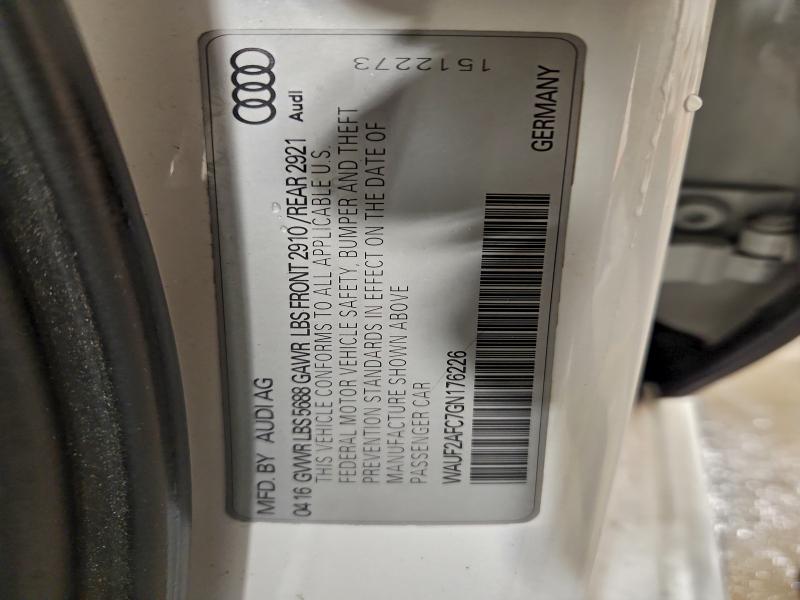 MFD. BY AUDI AG
Audi
04 16 GVWR LBS 5688 GAWR LBS FRONT 2910 / REAR 2921
THIS VEHICLE CONFORMS TO ALL APPLICABLE U.S.
FEDERAL MOTOR VEHICLE SAFETY, BUMPER AND THEFT
PREVENTION STANDARDS IN EFFECT ON THE DATE OF
MANUFACTURE SHOWN ABOVE
PASSENGER CAR
1512273
WAUF2AFC7GN176226
GERMANY